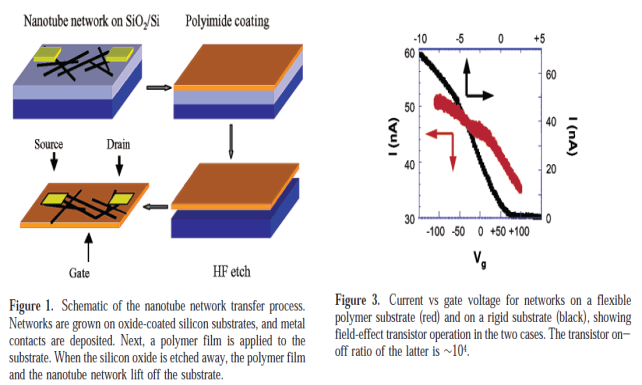 Nanotube network on SiO2/Si
Polyimide coating
Source
Drain
Gate
HF etch
Figure 1. Schematic of the nanotube network transfer process.
Networks are grown on oxide-coated silicon substrates, and metal
contacts are deposited. Next, a polymer film is applied to the
substrate. When the silicon oxide is etched away, the polymer film
and the nanotube network lift off the substrate.
-10 -5 0 +5
60
50
40
30
I (nA)
60
40
20
0
I (nA)
-100 -50 0 +50 +100
Vg
Figure 3. Current vs gate voltage for networks on a flexible
polymer substrate (red) and on a rigid substrate (black), showing
field-effect transistor operation in the two cases. The transistor on–
off ratio of the latter is ~10⁴.